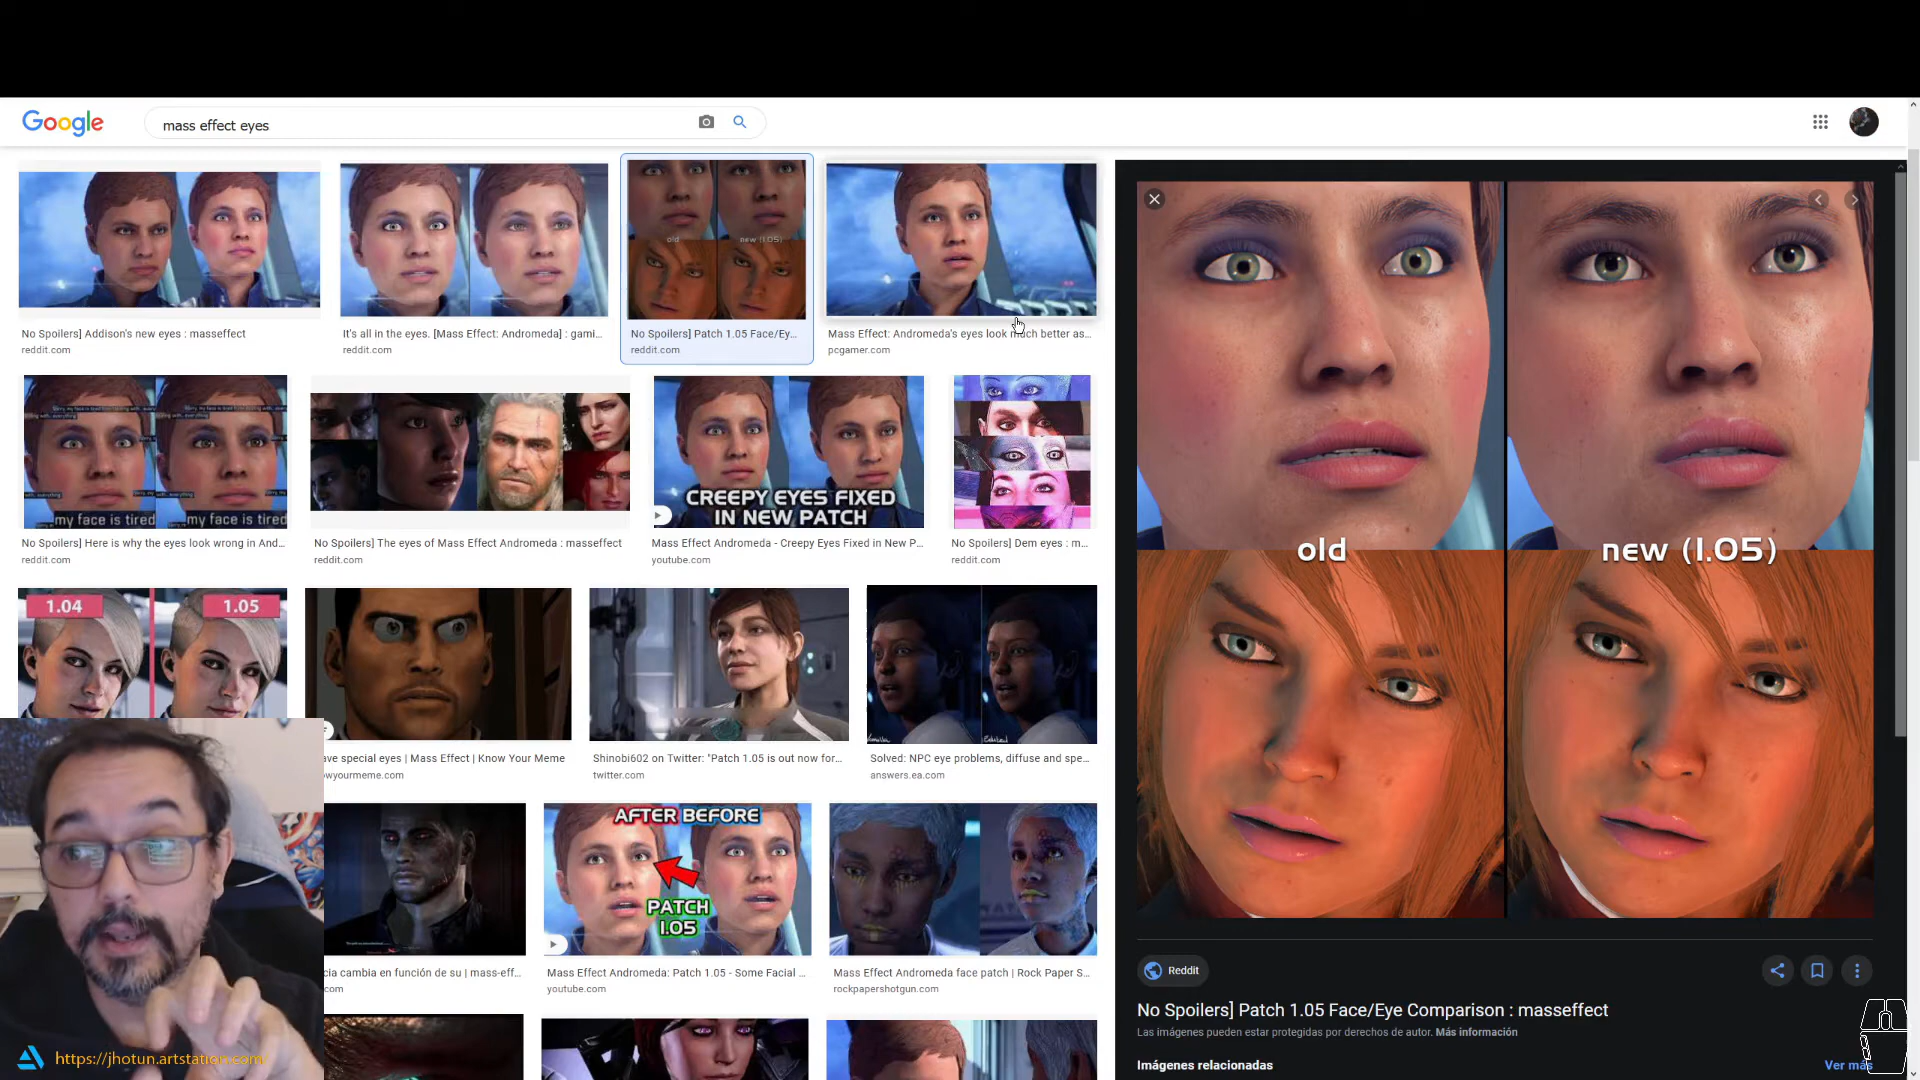 Google
mass effect eyes
No Spoilers] Addison's new eyes : masseffect
reddit.com
It's all in the eyes. [Mass Effect: Andromeda] : gami...
reddit.com
old
new (1.05)
No Spoilers] Patch 1.05 Face/Ey...
reddit.com
Mass Effect: Andromeda's eyes look much better as...
pcgamer.com
my face is tired
my face is tired
No Spoilers] Here is why the eyes look wrong in And...
reddit.com
No Spoilers] The eyes of Mass Effect Andromeda : masseffect
reddit.com
CREEPY EYES FIXED
IN NEW PATCH
Mass Effect Andromeda - Creepy Eyes Fixed in New P...
youtube.com
No Spoilers] Dem eyes : m...
reddit.com
1.04
1.05
ave special eyes | Mass Effect | Know Your Meme
owyourmeme.com
Shinobi602 on Twitter: "Patch 1.05 is out now for...
twitter.com
Solved: NPC eye problems, diffuse and spe...
answers.ea.com
cia cambia en función de su | mass-eff...
.com
AFTER BEFORE
PATCH
1.05
Mass Effect Andromeda: Patch 1.05 - Some Facial ...
youtube.com
Mass Effect Andromeda face patch | Rock Paper S...
rockpapershotgun.com
old
new (1.05)
Reddit
No Spoilers] Patch 1.05 Face/Eye Comparison : masseffect
Las imágenes pueden estar protegidas por derechos de autor. Más información
Imágenes relacionadas
Ver más
https://jhotun.artstation.com/